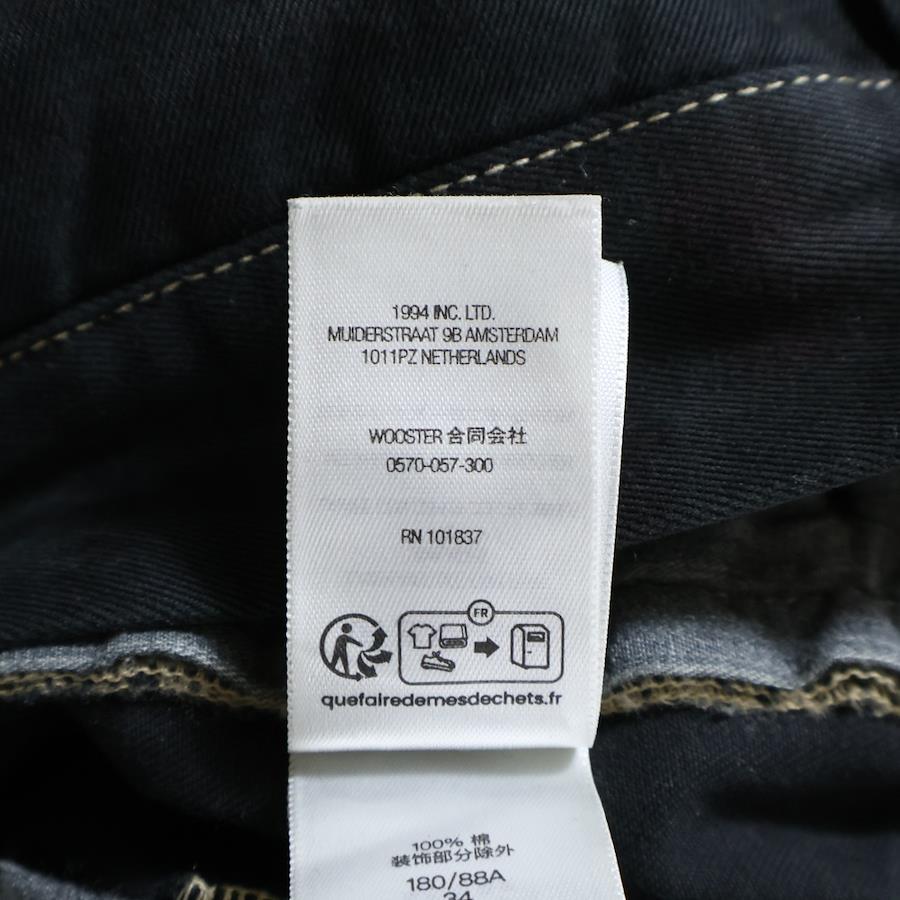 1994 INC. LTD.
MUIDERSTRAAT 9B AMSTERDAM
1011PZ NETHERLANDS
WOOSTER 合同会社
0570-057-300
RN 101837
FR
quefairedemesdechets.fr
100% 棉
装饰部分除外
180/88A
34